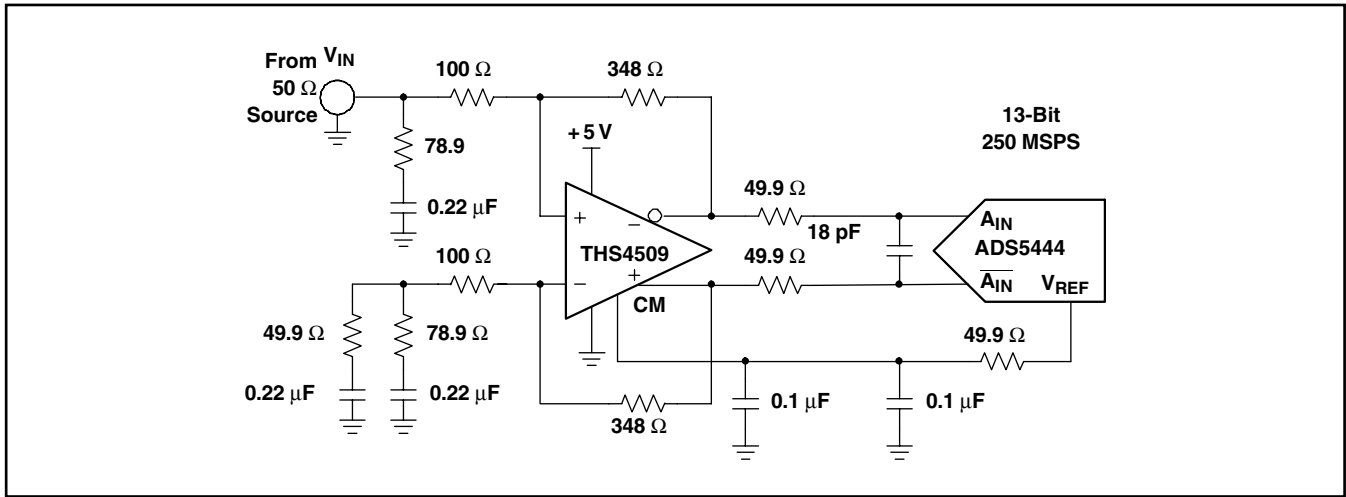 From V_IN
50 Ω
Source
100 Ω
348 Ω
78.9
0.22 μF
+5 V
13-Bit
250 MSPS
+
−
THS4509
−
+
CM
49.9 Ω
18 pF
49.9 Ω
A_IN
ADS5444
A̅_I̅N̅
V_REF
100 Ω
49.9 Ω
78.9 Ω
0.22 μF
0.22 μF
348 Ω
0.1 μF
0.1 μF
49.9 Ω